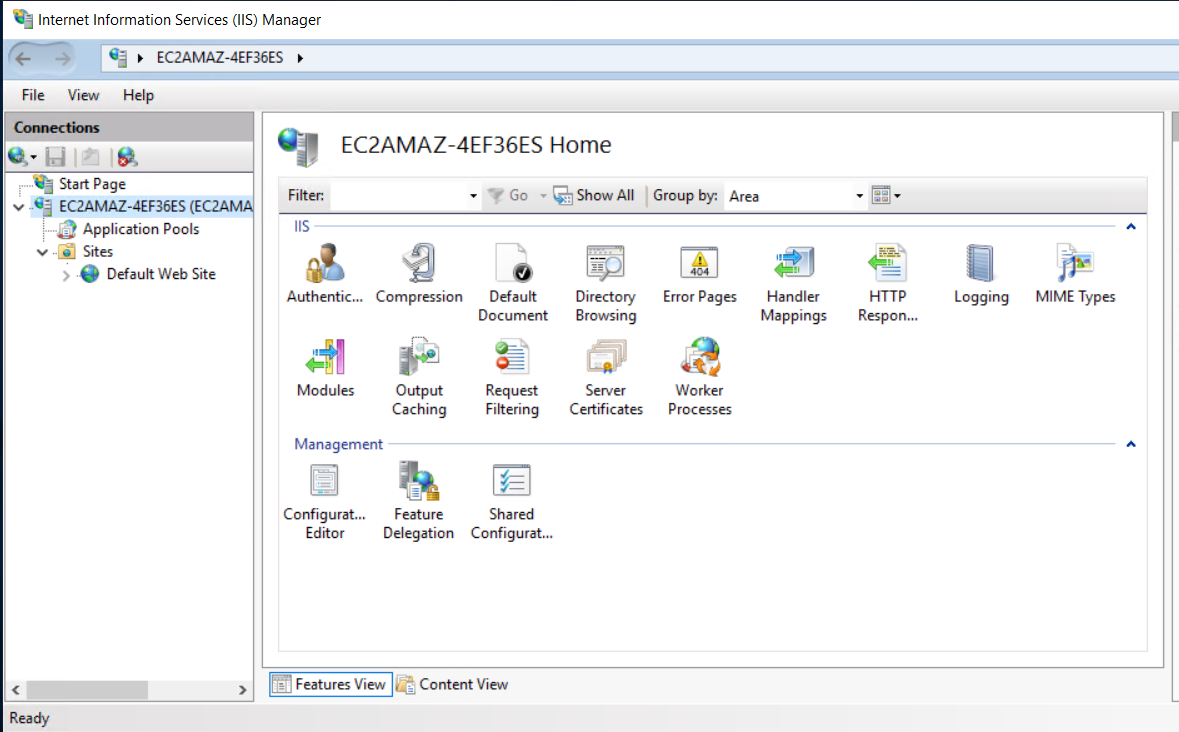 Internet Information Services (IIS) Manager
EC2AMAZ-4EF36ES
File View Help
Connections
Start Page
EC2AMAZ-4EF36ES (EC2AMA
Application Pools
Sites
Default Web Site
EC2AMAZ-4EF36ES Home
Filter: Go Show All Group by: Area
IIS
Authentic... Compression Default Document Directory Browsing Error Pages Handler Mappings HTTP Respon... Logging MIME Types
404
Modules Output Caching Request Filtering Server Certificates Worker Processes
Management
Configurat... Editor Feature Delegation Shared Configurat...
Features View Content View
Ready